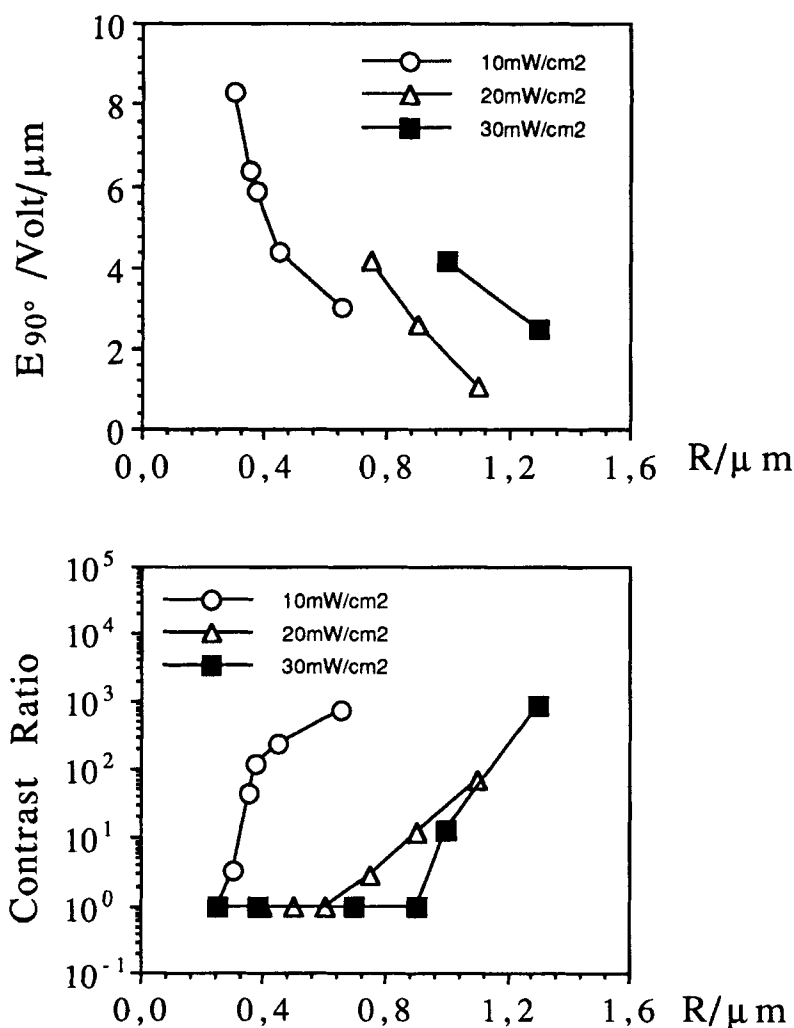 10
8
6
4
2
0
E90° /Volt/μm
10mW/cm2
20mW/cm2
30mW/cm2
0,0 0,4 0,8 1,2 1,6 R/μ m
10^5
10^4
10^3
10^2
10^1
10^0
10^-1
Contrast Ratio
10mW/cm2
20mW/cm2
30mW/cm2
0,0 0,4 0,8 1,2 1,6 R/μ m